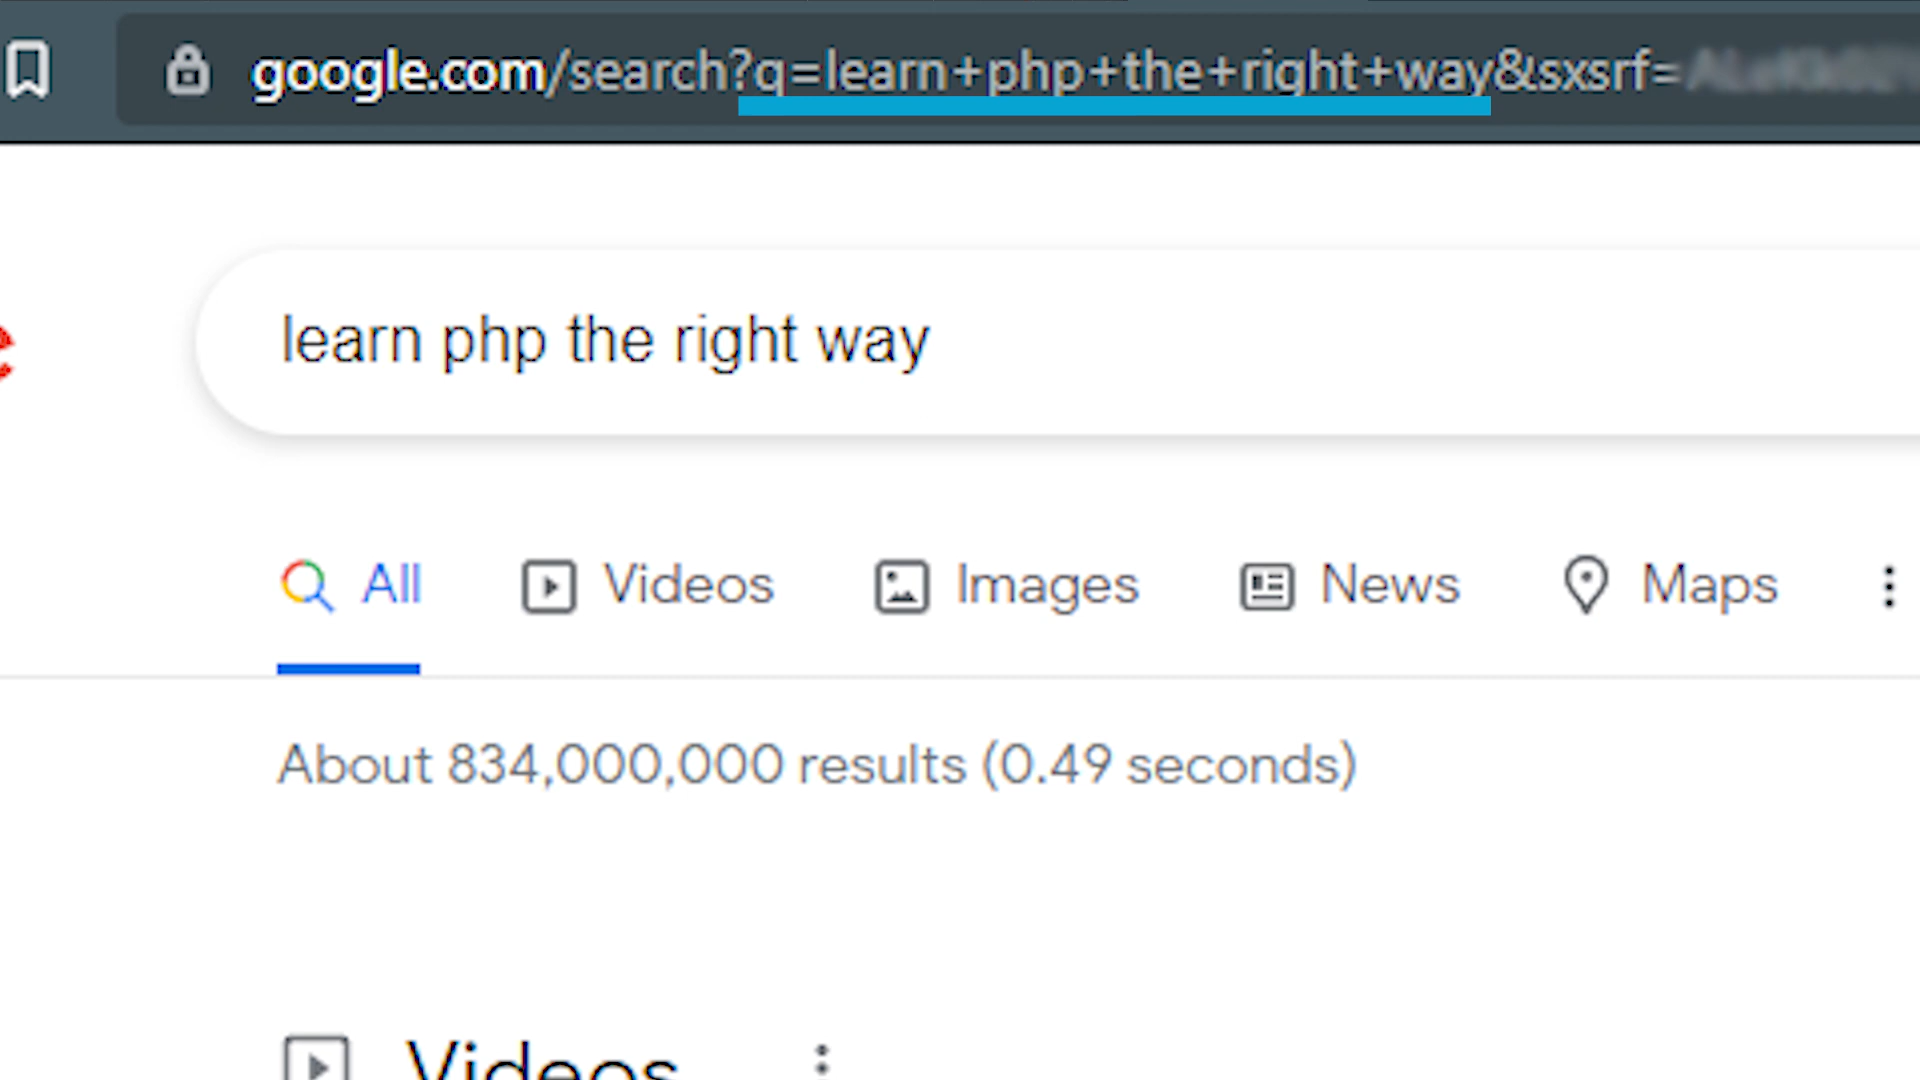 google.com/search?q=learn+php+the+right+way&sxsrf=
learn php the right way
All Videos Images News Maps
About 834,000,000 results (0.49 seconds)
Videos